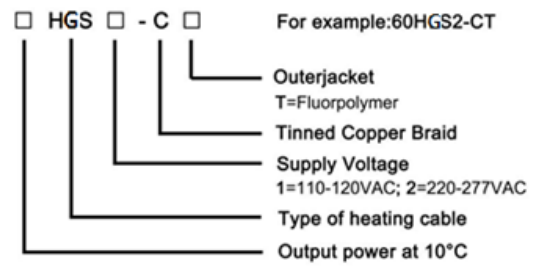 □ HGS □ - C □ For example:60HGS2-CT
Outerjacket
T=Fluorpolymer
Tinned Copper Braid
Supply Voltage
1=110-120VAC; 2=220-277VAC
Type of heating cable
Output power at 10°C